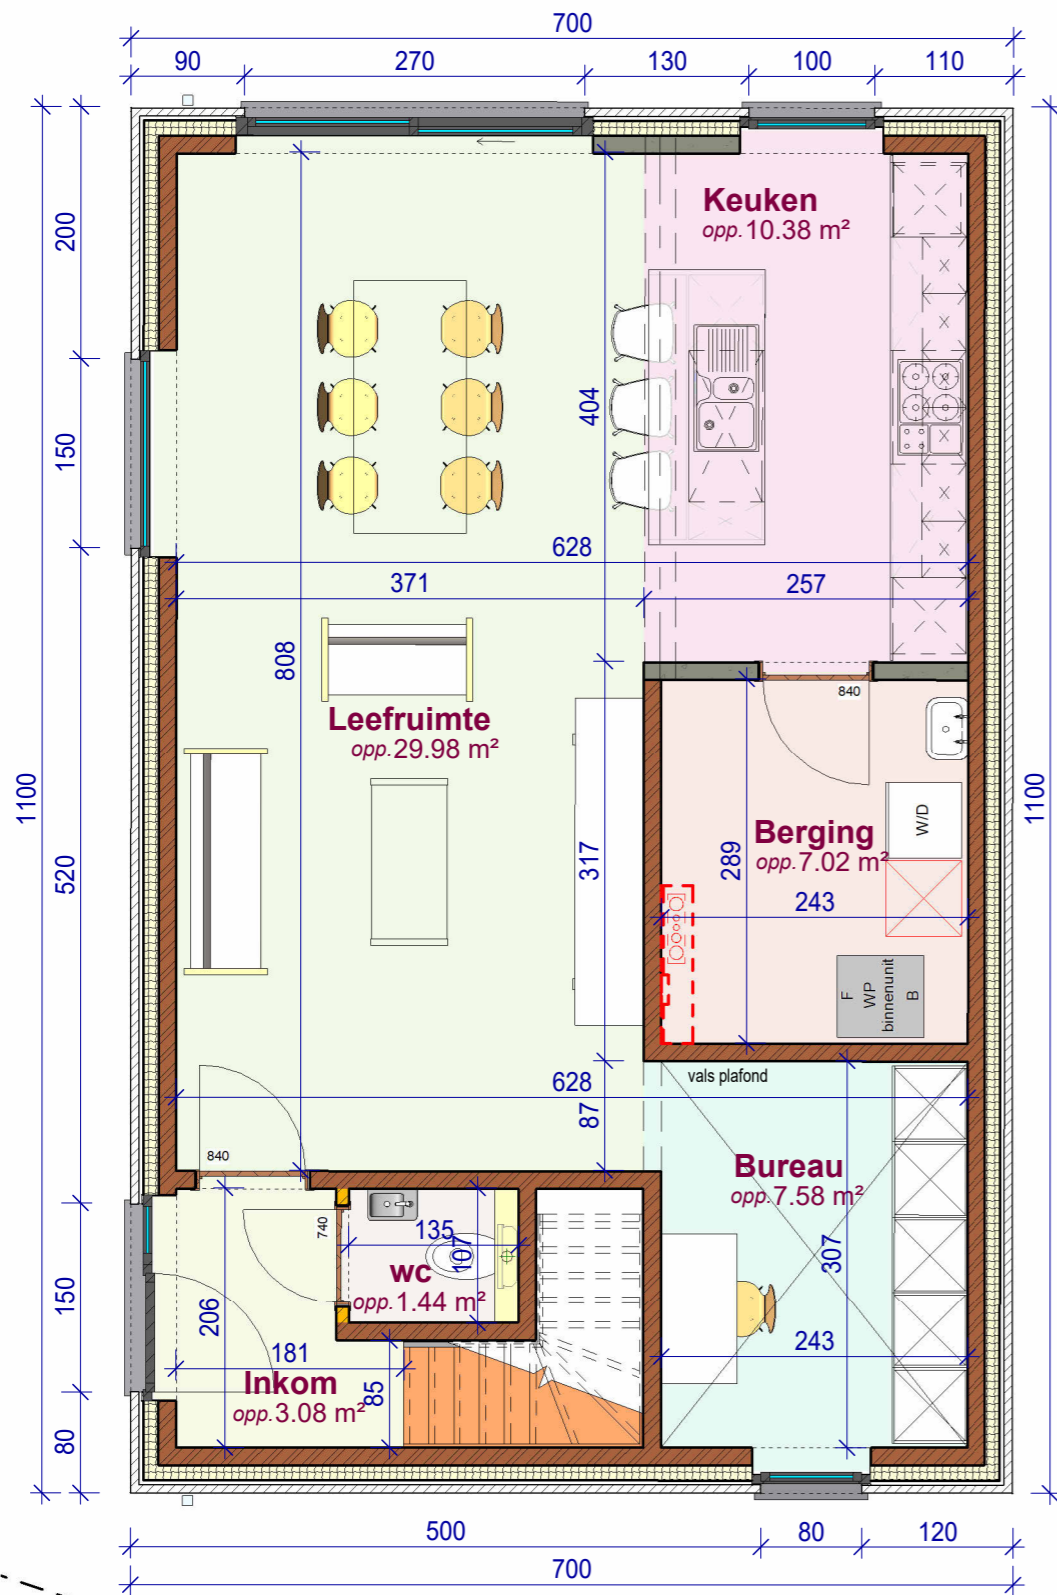 700
90 270 130 100 110
Keuken
opp.10.38 m²
200
150
404
628
371 257
808
840
Leefruimte
opp.29.98 m²
1100
1100
W/D
Berging
opp.7.02 m²
520
317
289
243
F
WP
binnenunit
B
vals plafond
628
87
840
Bureau
opp.7.58 m²
740
135
107
wc
opp.1.44 m²
307
150
206
181
243
Inkom
opp.3.08 m²
85
80
500 80 120
700